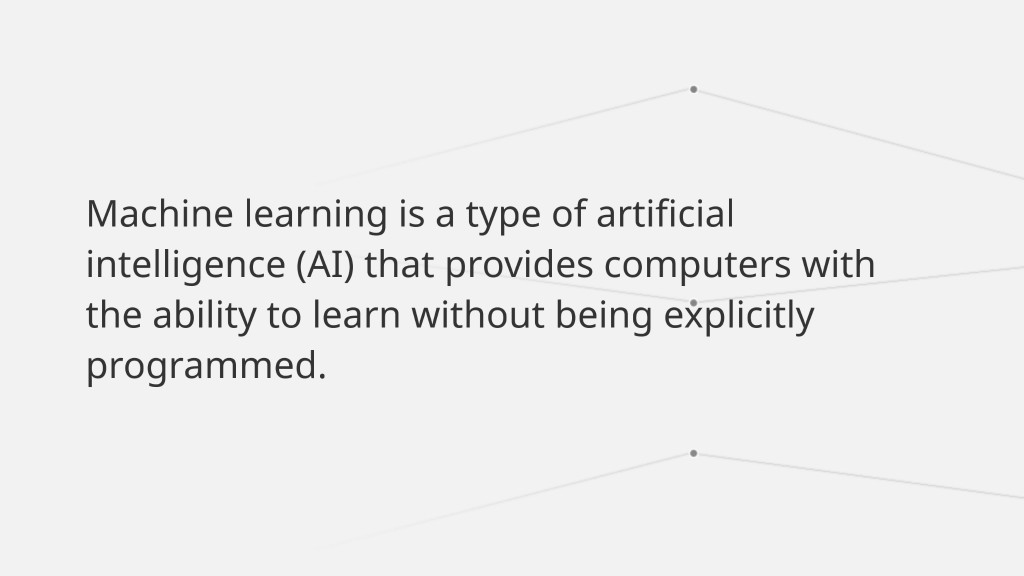 Machine learning is a type of artificial
intelligence (AI) that provides computers with
the ability to learn without being explicitly
programmed.